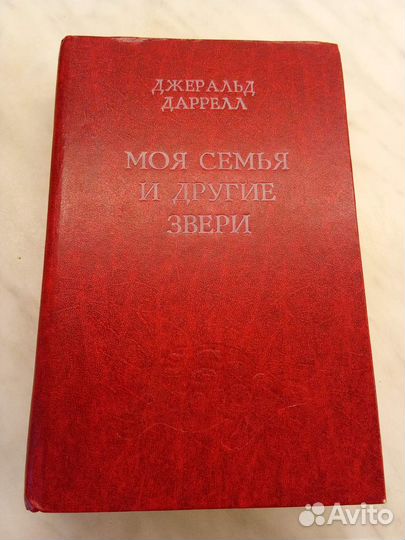 ДЖЕРАЛЬД
ДАРРЕЛЛ
МОЯ СЕМЬЯ
И ДРУГИЕ
ЗВЕРИ
Avito